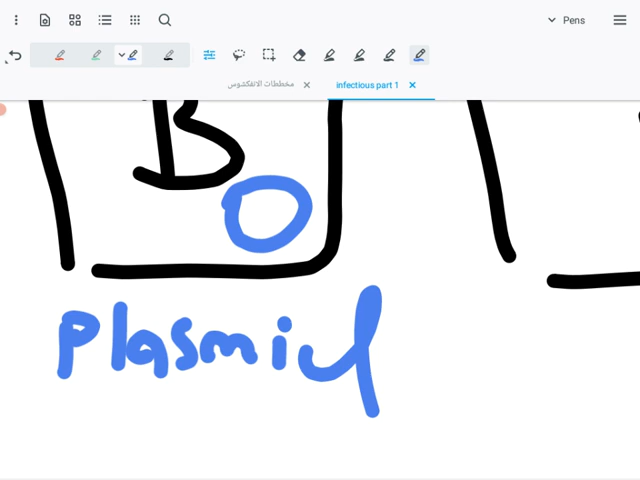 Pens
مخططات الانفكشوس
infectious part 1
B
Plasmid